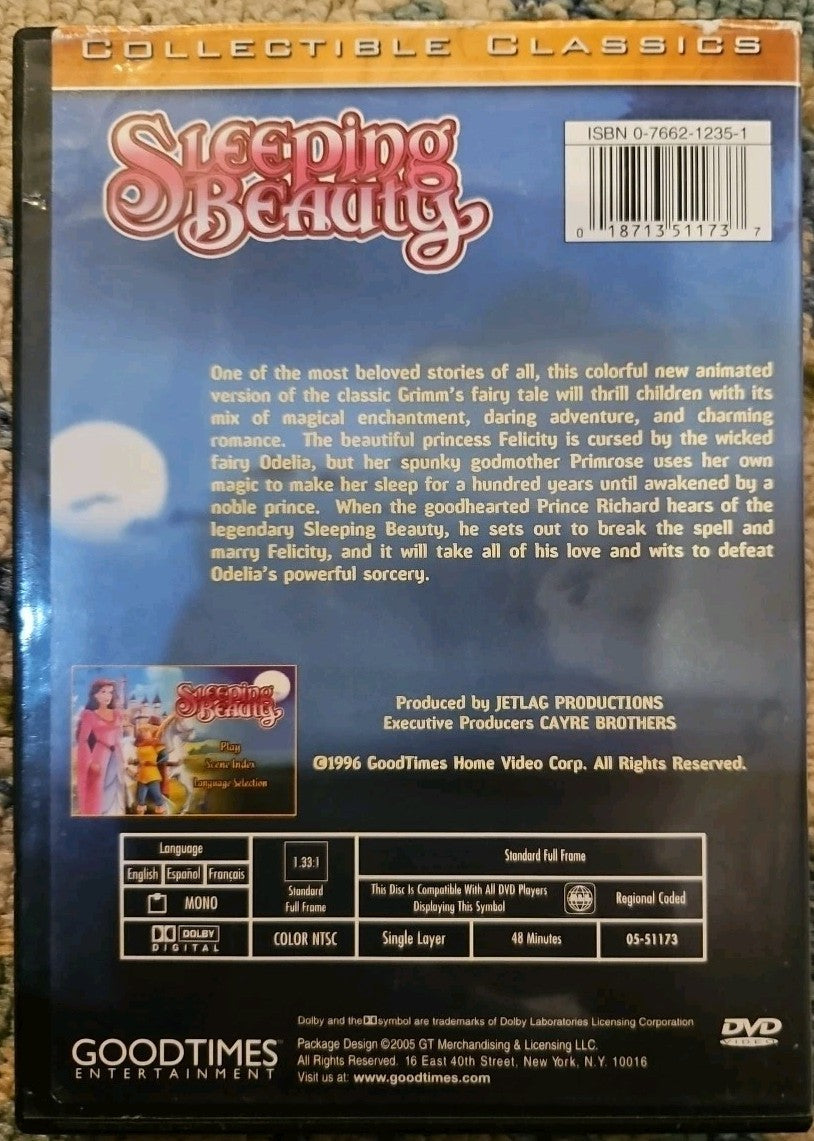 COLLECTIBLE CLASSICS
Sleeping
Beauty
ISBN 0-7662-1235-1
0 18713 51173 7
One of the most beloved stories of all, this colorful new animated
version of the classic Grimm's fairy tale will thrill children with its
mix of magical enchantment, daring adventure, and charming
romance. The beautiful princess Felicity is cursed by the wicked
fairy Odelia, but her spunky godmother Primrose uses her own
magic to make her sleep for a hundred years until awakened by a
noble prince. When the goodhearted Prince Richard hears of the
legendary Sleeping Beauty, he sets out to break the spell and
marry Felicity, and it will take all of his love and wits to defeat
Odelia's powerful sorcery.
Sleeping
Beauty
Play
Scene Index
Language Selection
Produced by JETLAG PRODUCTIONS
Executive Producers CAYRE BROTHERS
©1996 GoodTimes Home Video Corp. All Rights Reserved.
Language
English Español Français
MONO
DOLBY
DIGITAL
1.33:1
Standard
Full Frame
COLOR NTSC
Standard Full Frame
This Disc Is Compatible With All DVD Players
Displaying This Symbol
Regional Coded
Single Layer
48 Minutes
05-51173
GOODTIMES
ENTERTAINMENT
Dolby and the symbol are trademarks of Dolby Laboratories Licensing Corporation
Package Design ©2005 GT Merchandising & Licensing LLC.
All Rights Reserved. 16 East 40th Street, New York, N.Y. 10016
Visit us at: www.goodtimes.com
DVD
VIDEO